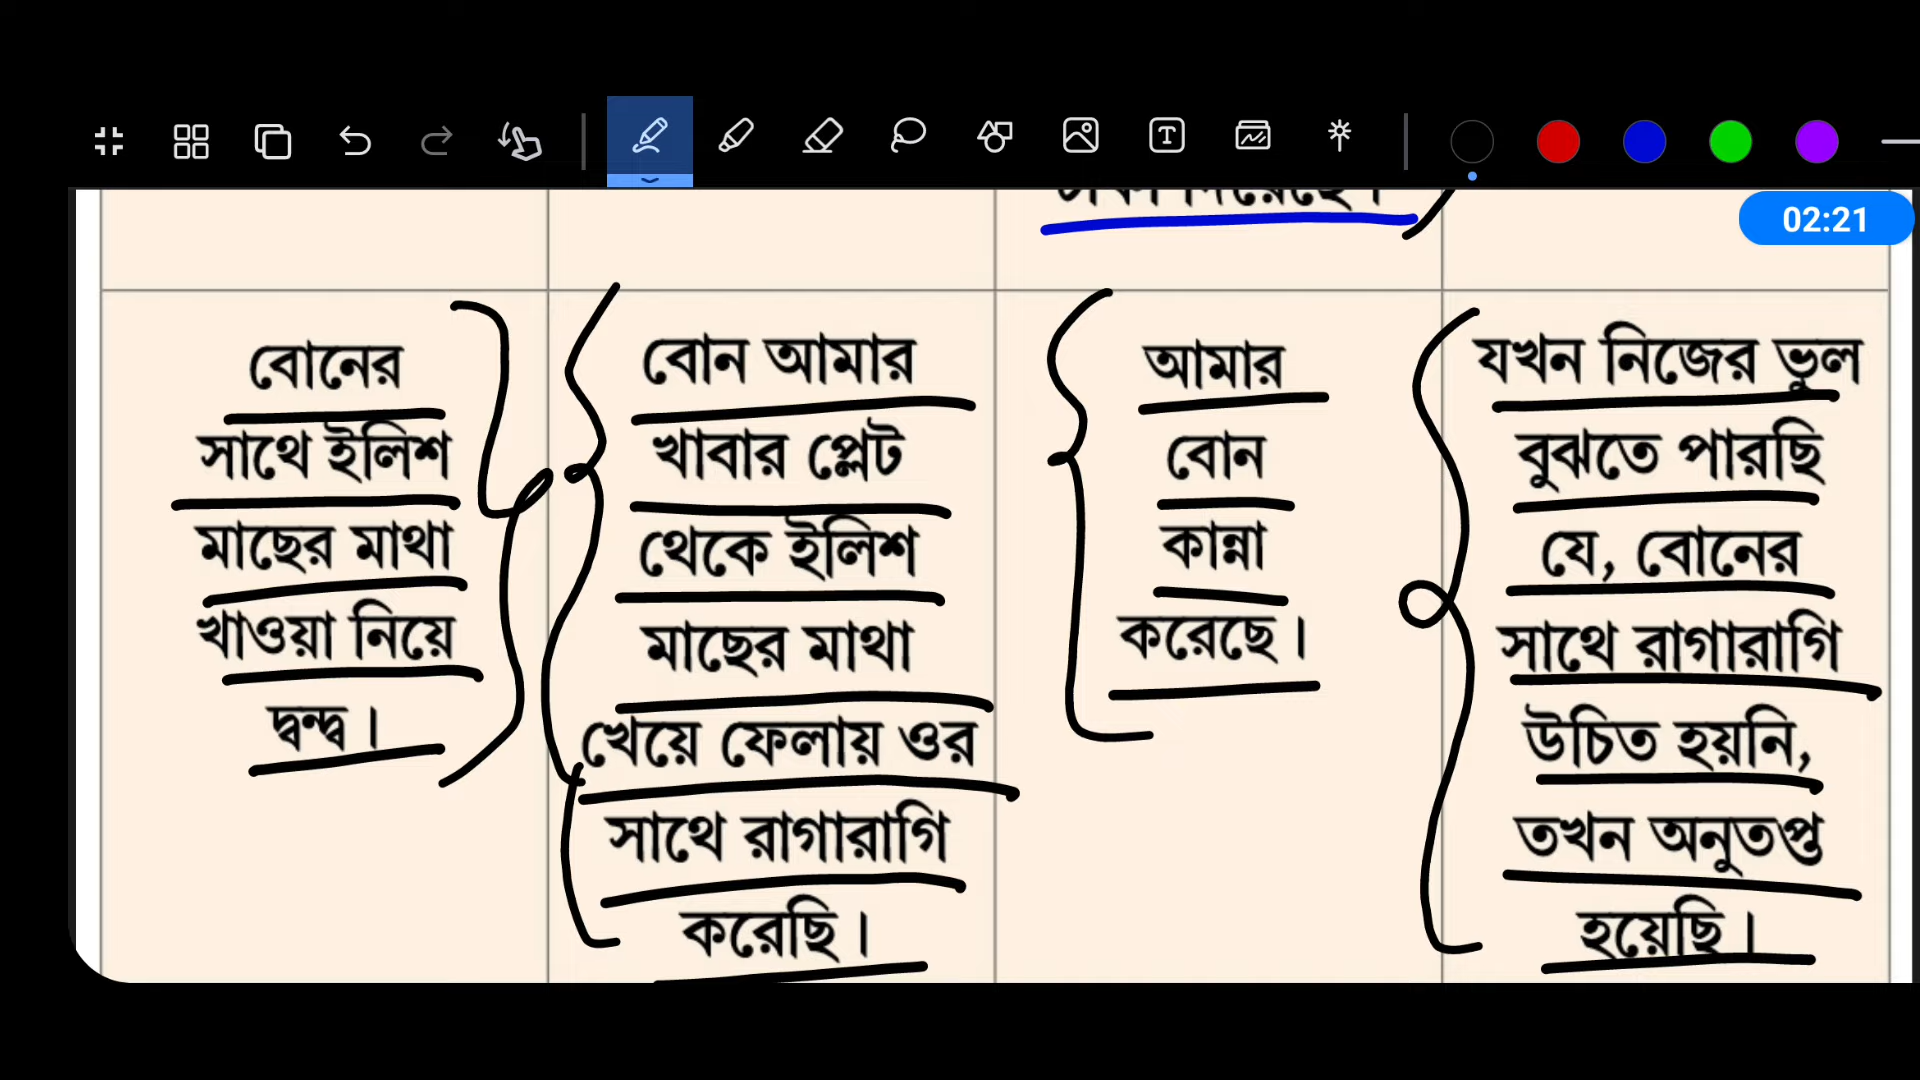 02:21
বোনের
সাথে ইলিশ
মাছের মাথা
খাওয়া নিয়ে
দ্বন্দ্ব।
বোন আমার
খাবার প্লেট
থেকে ইলিশ
মাছের মাথা
খেয়ে ফেলায় ওর
সাথে রাগারাগি
করেছি।
আমার
বোন
কান্না
করেছে।
যখন নিজের ভুল
বুঝতে পারছি
যে, বোনের
সাথে রাগারাগি
উচিত হয়নি,
তখন অনুতপ্ত
হয়েছি।